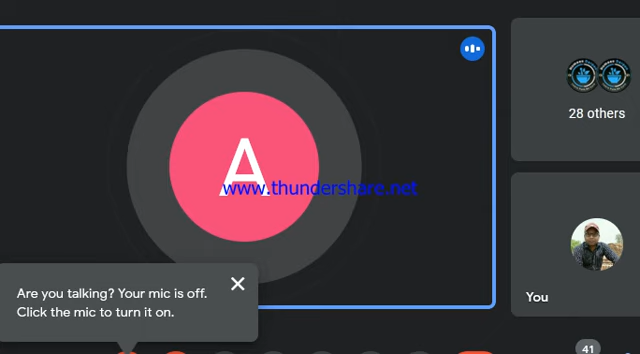 A
www.thundershare.net
28 others
You
Are you talking? Your mic is off.
Click the mic to turn it on.
41